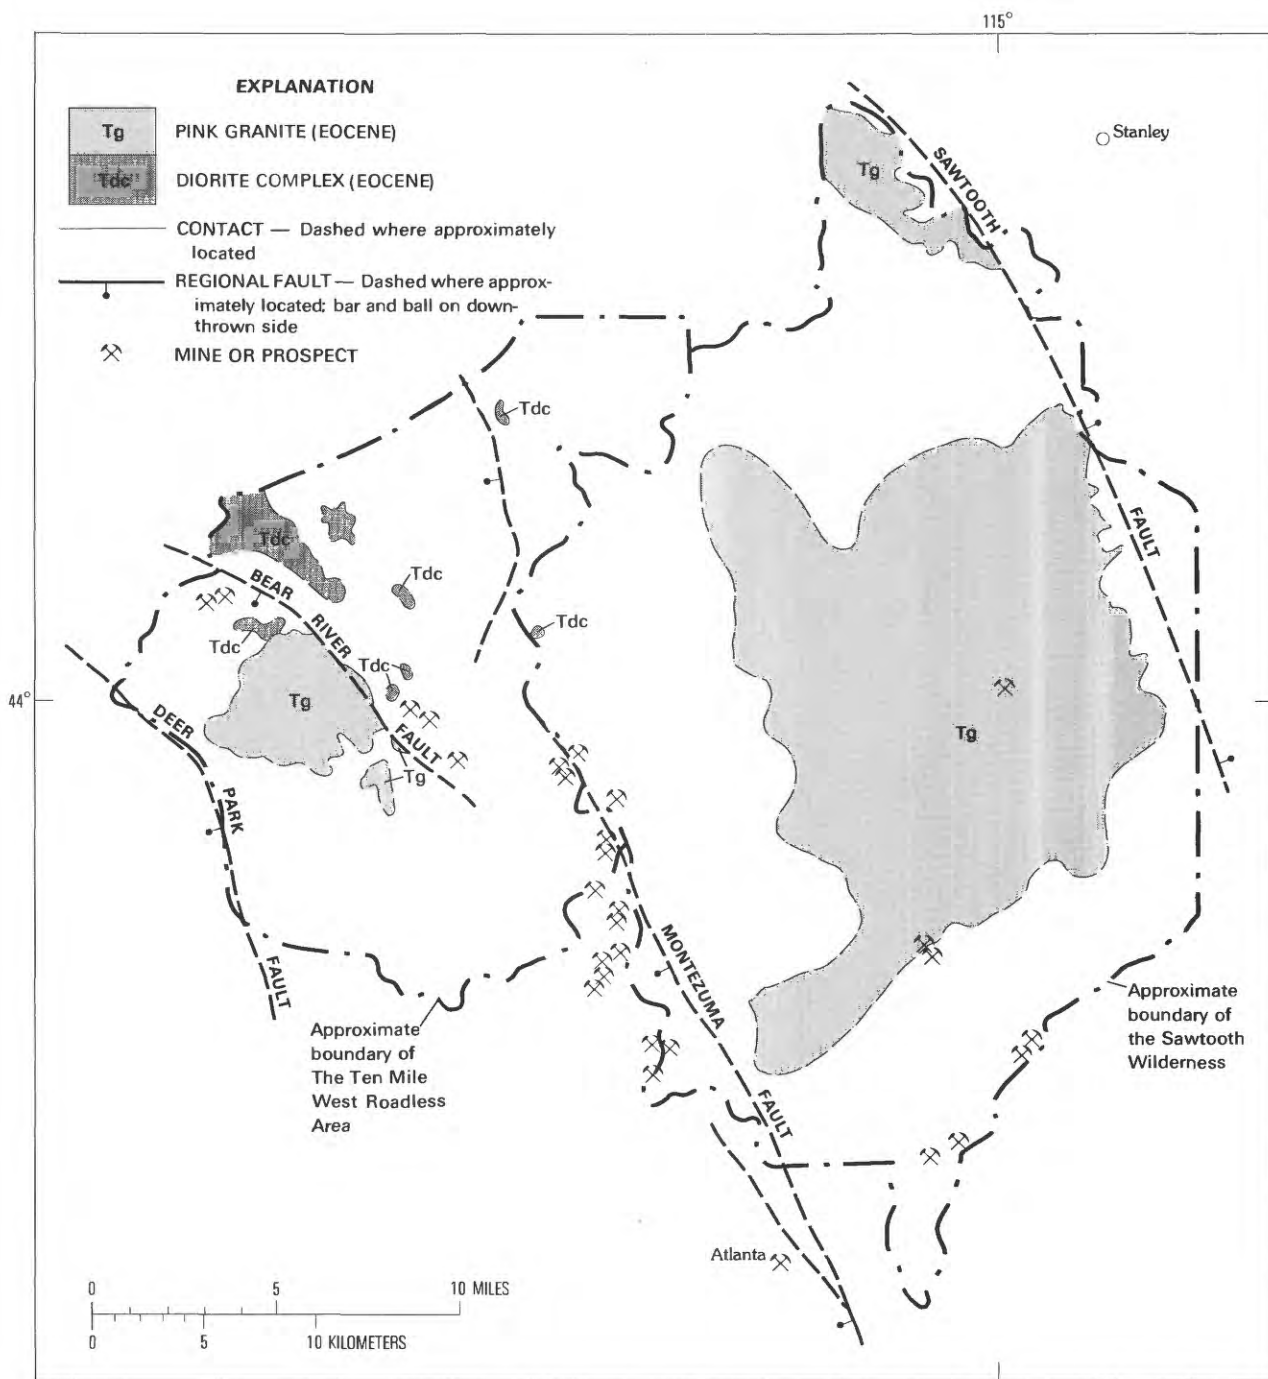 115°
EXPLANATION
Tg PINK GRANITE (EOCENE)
Tdc DIORITE COMPLEX (EOCENE)
CONTACT — Dashed where approximately
located
REGIONAL FAULT — Dashed where approx-
imately located; bar and ball on down-
thrown side
MINE OR PROSPECT
Stanley
Tg
SAWTOOTH
FAULT
Tdc
Tdc
Tdc
Tdc
Tdc
Tdc
BEAR
RIVER
FAULT
Tg
Tg
44°
DEER
PARK
FAULT
Tg
MONTEZUMA
FAULT
Approximate
boundary of
The Ten Mile
West Roadless
Area
Approximate
boundary of
the Sawtooth
Wilderness
Atlanta
0 5 10 MILES
0 5 10 KILOMETERS